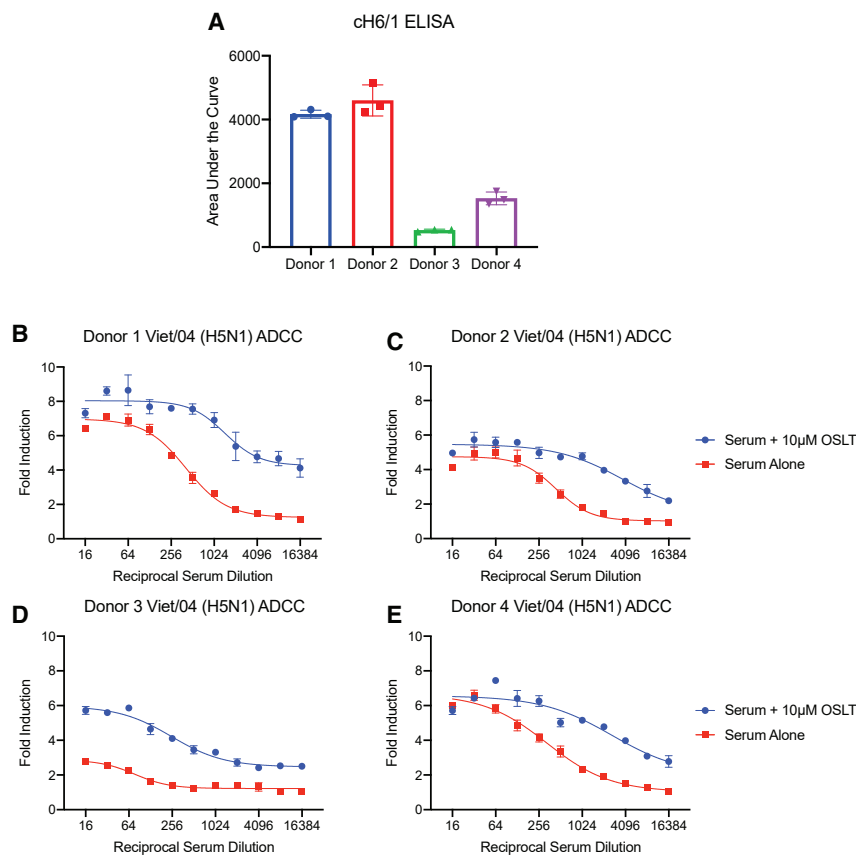 A
cH6/1 ELISA
Area Under the Curve
6000
4000
2000
0
Donor 1 Donor 2 Donor 3 Donor 4
B
Donor 1 Viet/04 (H5N1) ADCC
Fold Induction
10
8
6
4
2
0
16 64 256 1024 4096 16384
Reciprocal Serum Dilution
C
Donor 2 Viet/04 (H5N1) ADCC
Fold Induction
10
8
6
4
2
0
16 64 256 1024 4096 16384
Reciprocal Serum Dilution
Serum + 10µM OSLT
Serum Alone
D
Donor 3 Viet/04 (H5N1) ADCC
Fold Induction
10
8
6
4
2
0
16 64 256 1024 4096 16384
Reciprocal Serum Dilution
E
Donor 4 Viet/04 (H5N1) ADCC
Fold Induction
10
8
6
4
2
0
16 64 256 1024 4096 16384
Reciprocal Serum Dilution
Serum + 10µM OSLT
Serum Alone